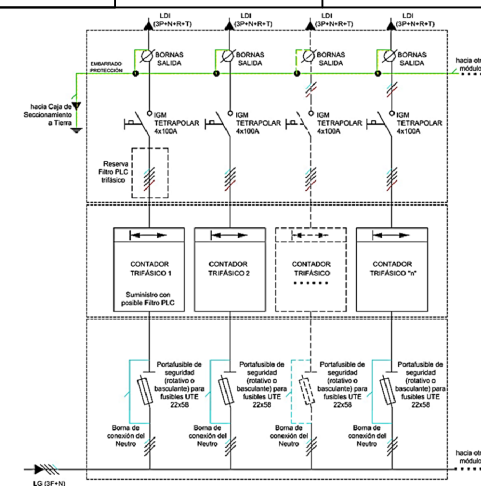 LDI
(3P+N+R+T)
LDI
(3P+N+R+T)
LDI
(3P+N+R+T)
LDI
(3P+N+R+T)
BORNAS
SALIDA
BORNAS
SALIDA
BORNAS
SALIDA
BORNAS
SALIDA
EMBARRADO
PROTECCIÓN
hacia otr
módulo
hacia Caja de
Seccionamiento
a Tierra
IGM
TETRAPOLAR
4x100A
IGM
TETRAPOLAR
4x100A
IGM
TETRAPOLAR
4x100A
IGM
TETRAPOLAR
4x100A
Reserva
Filtro PLC
trifásico
CONTADOR
TRIFÁSICO 1
Suministro con
posible Filtro PLC
CONTADOR
TRIFÁSICO 2
CONTADOR
TRIFÁSICO
CONTADOR
TRIFÁSICO "n"
Portafusible de
seguridad
(rotativo o
basculante) para
fusibles UTE
22x58
Portafusible de
seguridad
(rotativo o
basculante) para
fusibles UTE
22x58
Portafusible de
seguridad
(rotativo o
basculante) para
fusibles UTE
22x58
Portafusible de
seguridad
(rotativo o
basculante) para
fusibles UTE
22x58
Borna de
conexión del
Neutro
Borna de
conexión del
Neutro
Borna de
conexión del
Neutro
Borna de
conexión del
Neutro
hacia otr
módulo
LG (3F+N)